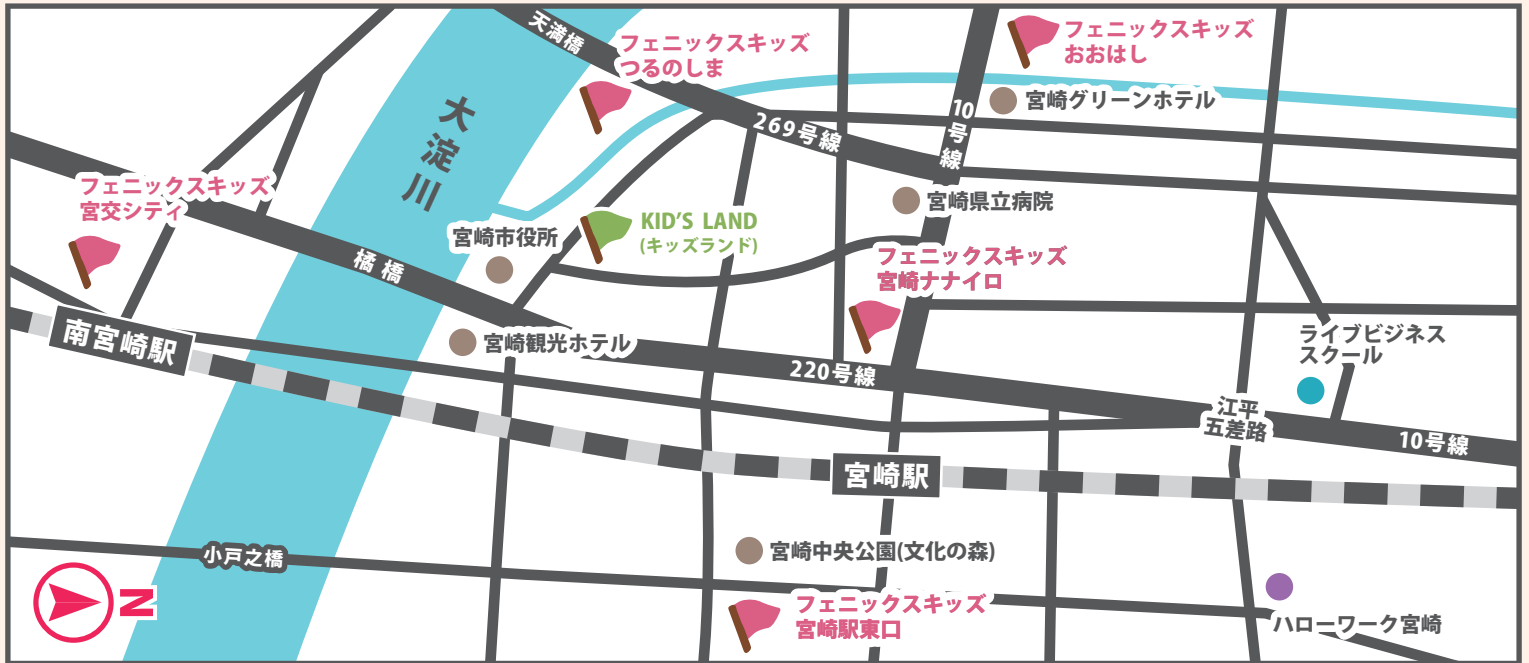 天満橋
フェニックスキッズ
つるのしま
フェニックスキッズ
おおはし
大淀川
269号線
10号線
宮崎グリーンホテル
フェニックスキッズ
宮交シティ
宮崎市役所
KID'S LAND
(キッズランド)
宮崎県立病院
橘橋
フェニックスキッズ
宮崎ナナイロ
南宮崎駅
宮崎観光ホテル
220号線
ライブビジネス
スクール
江平
五差路
10号線
宮崎駅
小戸之橋
宮崎中央公園(文化の森)
フェニックスキッズ
宮崎駅東口
N
ハローワーク宮崎